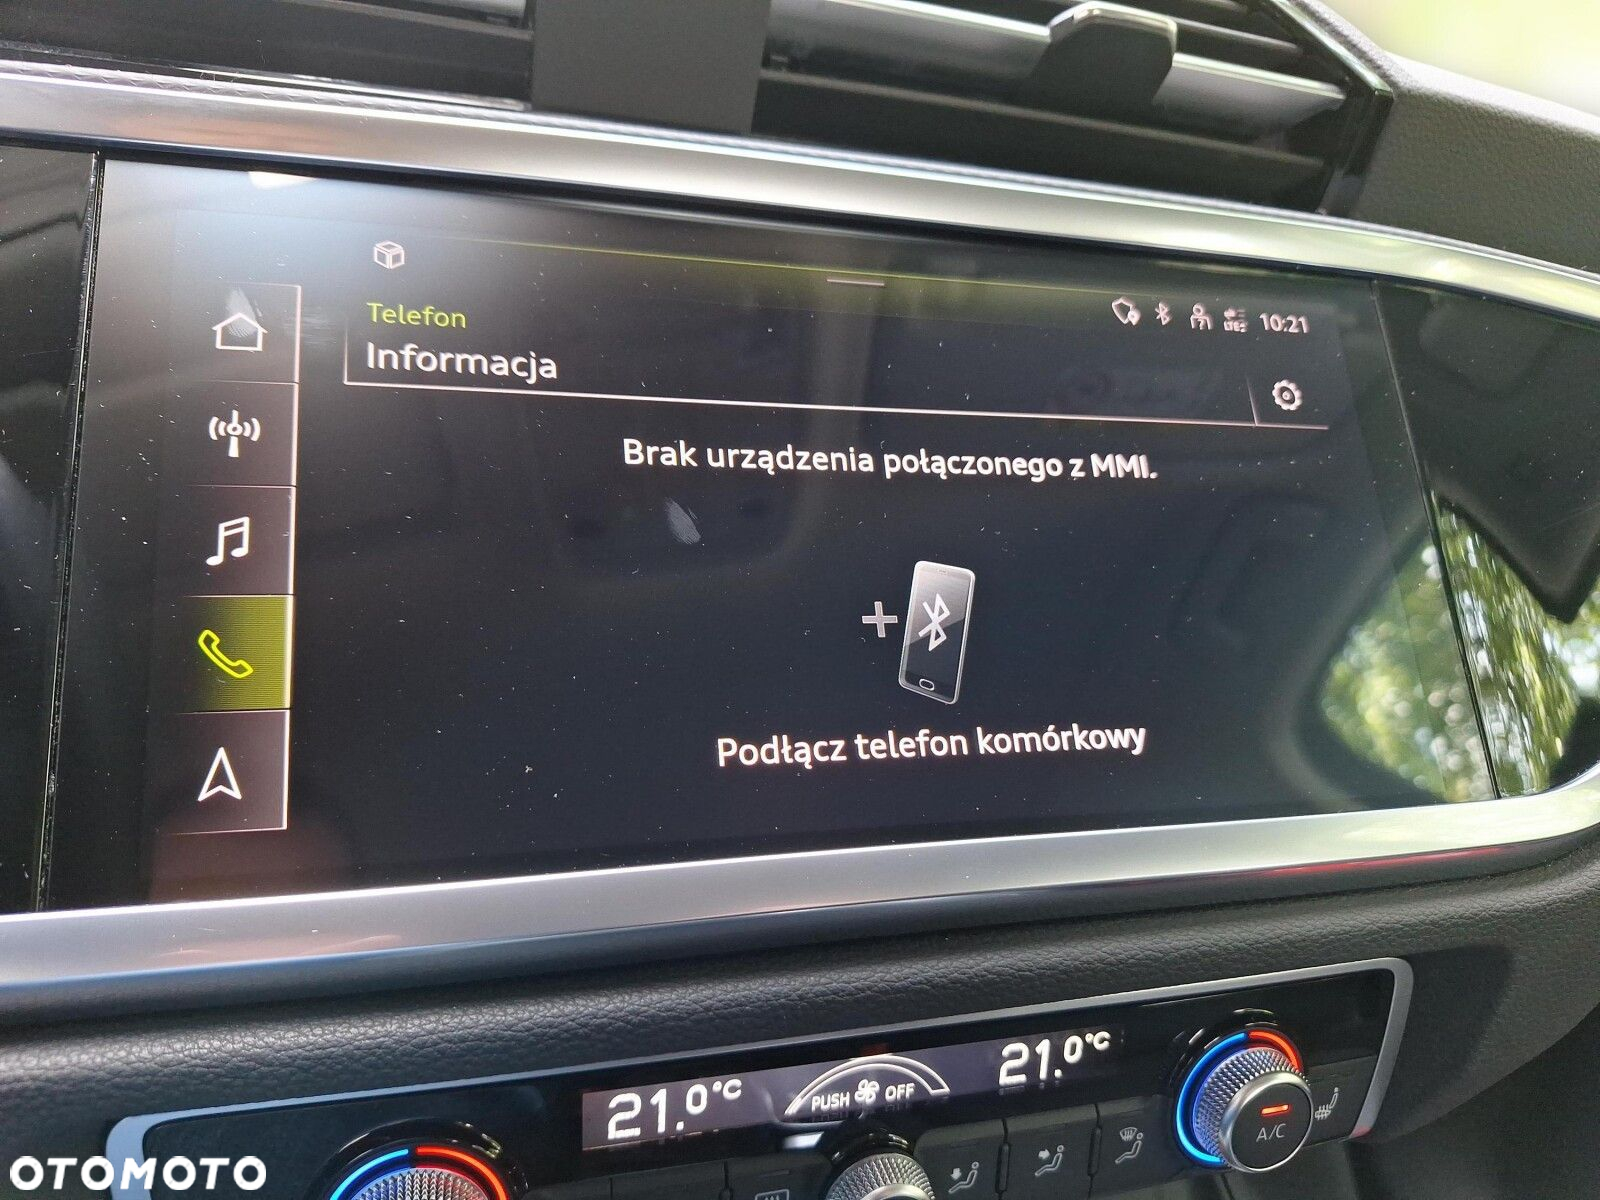 Telefon
10:21
Informacja
Brak urządzenia połączonego z MMI.
Podłącz telefon komórkowy
21.0°C
PUSH OFF
21.0°C
A/C
OTOMOTO